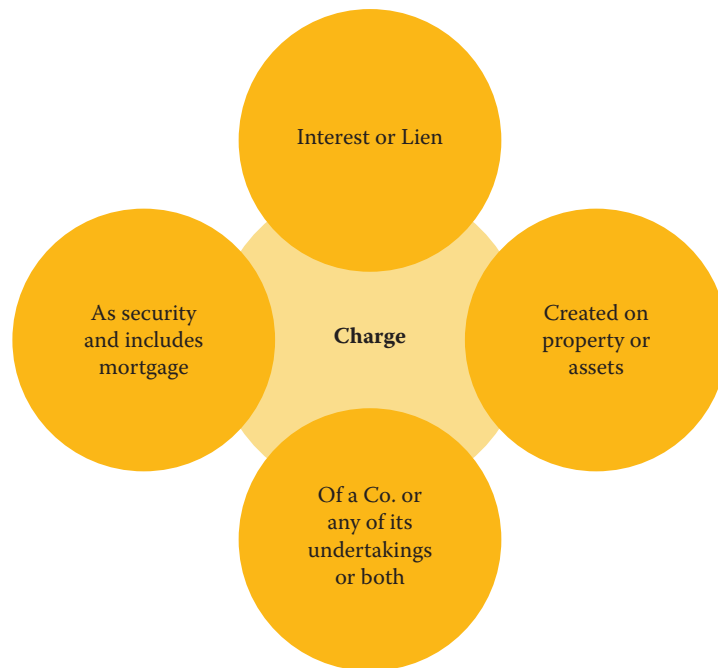 Interest or Lien
As security
and includes
mortgage
Charge
Created on
property or
assets
Of a Co. or
any of its
undertakings
or both